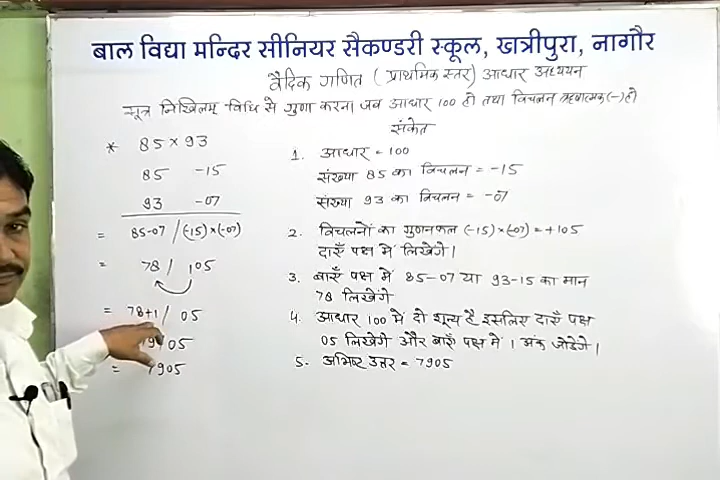 बाल विद्या मन्दिर सीनियर सैकण्डरी स्कूल, खत्रीपुरा, नागौर
वैदिक गणित (प्राथमिक स्तर) आधार अध्ययन
सूत्र निखिलम् विधि से गुणा करना जब आधार 100 हो तथा विचलन ऋणात्मक(-) हो
* 85 × 93
85 -15
93 -07
= 85-07 / (-15)×(-07)
= 78 / 105
= 78+1 / 05
79/05
= 7905
संकेत
1. आधार = 100
संख्या 85 का विचलन = -15
संख्या 93 का विचलन = -07
2. विचलनों का गुणनफल (-15)×(-07) = +105
दाएँ पक्ष में लिखेंगे।
3. बाएँ पक्ष में 85-07 या 93-15 का मान
78 लिखेंगे
4. आधार 100 में दो शून्य है इसलिए दाएँ पक्ष
05 लिखेंगे और बाएँ पक्ष में 1 अंक जोडेंगे।
5. अभिष्ट उत्तर = 7905